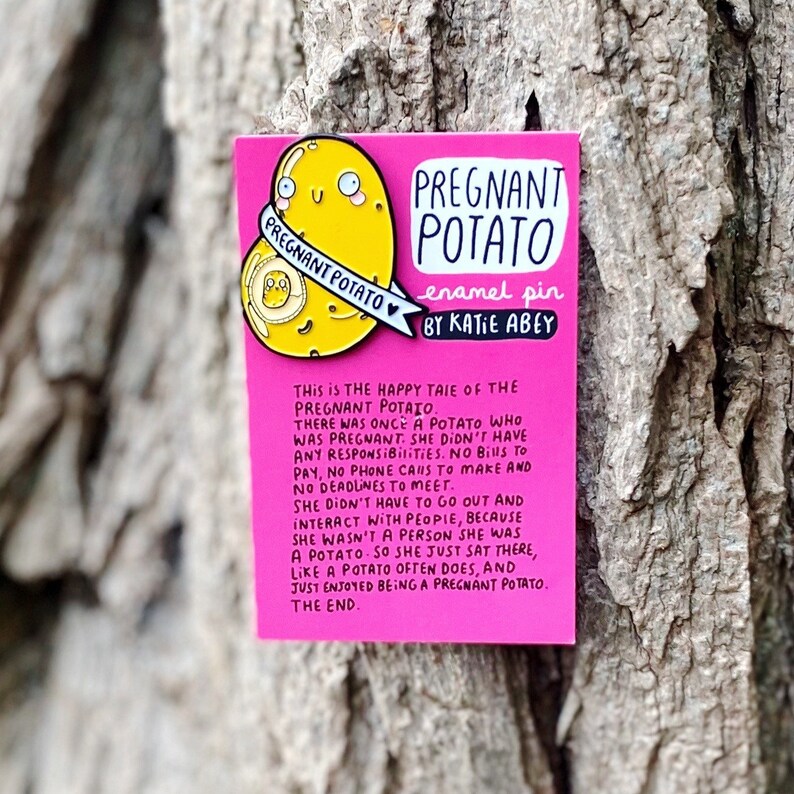 PREGNANT
POTATO
enamel pin
BY KATIE ABEY
PREGNANT POTATO
THIS IS THE HAPPY TALE OF THE
PREGNANT POTATO.
THERE WAS ONCE A POTATO WHO
WAS PREGNANT. SHE DIDN'T HAVE
ANY RESPONSIBILITIES. NO BILLS TO
PAY, NO PHONE CALLS TO MAKE AND
NO DEADLINES TO MEET.
SHE DIDN'T HAVE TO GO OUT AND
INTERACT WITH PEOPLE, BECAUSE
SHE WASN'T A PERSON SHE WAS
A POTATO. SO SHE JUST SAT THERE,
LIKE A POTATO OFTEN DOES, AND
JUST ENJOYED BEING A PREGNANT POTATO.
THE END.